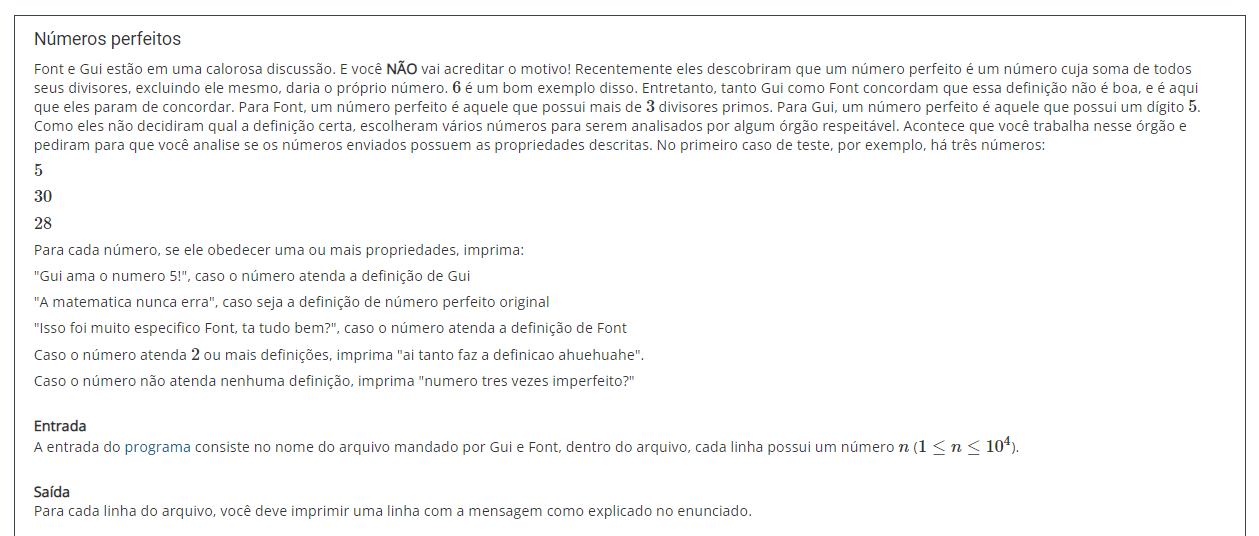 Números perfeitos
Font e Gui estão em uma calorosa discussão. E você NÃO vai acreditar o motivo! Recentemente eles descobriram que um número perfeito é um número cuja soma de todos
seus divisores, excluindo ele mesmo, daria o próprio número. 6 é um bom exemplo disso. Entretanto, tanto Gui como Font concordam que essa definição não é boa, e é aqui
que eles param de concordar. Para Font, um número perfeito é aquele que possui mais de 3 divisores primos. Para Gui, um número perfeito é aquele que possui um dígito 5.
Como eles não decidiram qual a definição certa, escolheram vários números para serem analisados por algum órgão respeitável. Acontece que você trabalha nesse órgão e
pediram para que você analise se os números enviados possuem as propriedades descritas. No primeiro caso de teste, por exemplo, há três números:
5
30
28
Para cada número, se ele obedecer uma ou mais propriedades, imprima:
"Gui ama o numero 5!", caso o número atenda a definição de Gui
"A matematica nunca erra", caso seja a definição de número perfeito original
"Isso foi muito especifico Font, ta tudo bem?", caso o número atenda a definição de Font
Caso o número atenda 2 ou mais definições, imprima "ai tanto faz a definicao ahuehuahe".
Caso o número não atenda nenhuma definição, imprima "numero tres vezes imperfeito?"
Entrada
A entrada do programa consiste no nome do arquivo mandado por Gui e Font, dentro do arquivo, cada linha possui um número n (1 ≤ n ≤ 10⁴).
Saída
Para cada linha do arquivo, você deve imprimir uma linha com a mensagem como explicado no enunciado.